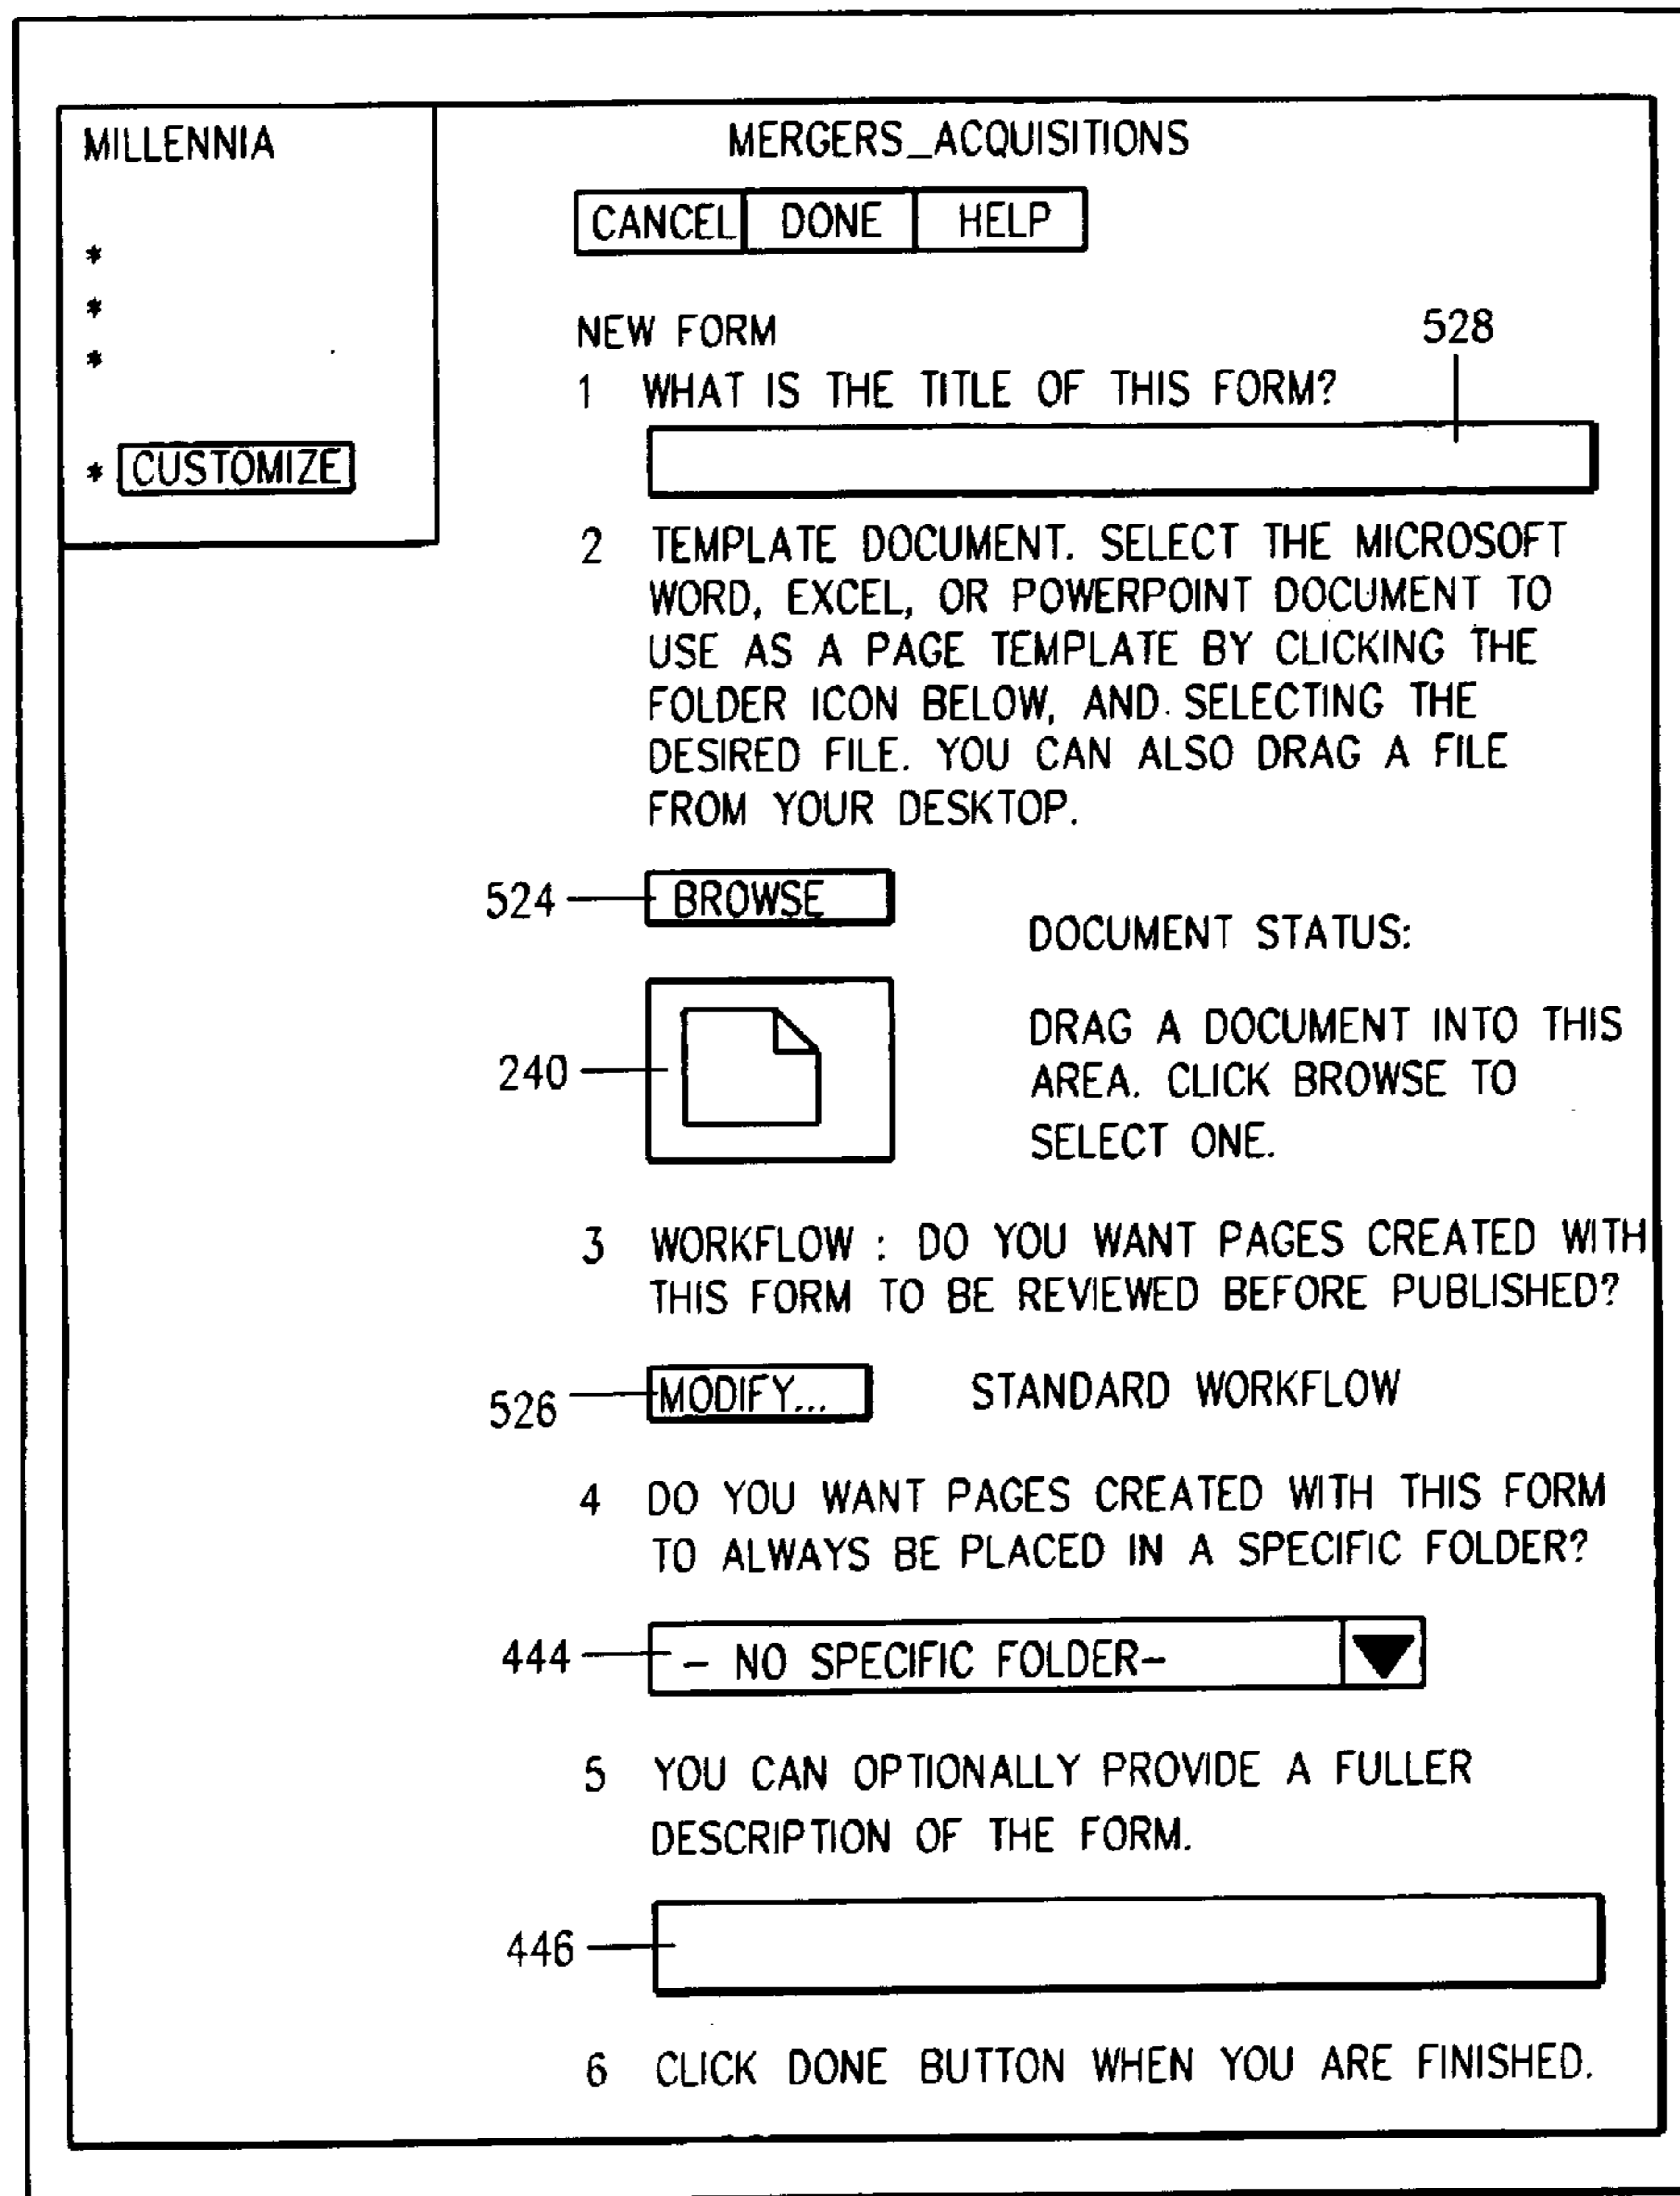 MILLENNIA
*
*
*
* CUSTOMIZE
MERGERS_ACQUISITIONS
CANCEL DONE HELP
NEW FORM
528
1 WHAT IS THE TITLE OF THIS FORM?
2 TEMPLATE DOCUMENT. SELECT THE MICROSOFT
WORD, EXCEL, OR POWERPOINT DOCUMENT TO
USE AS A PAGE TEMPLATE BY CLICKING THE
FOLDER ICON BELOW, AND SELECTING THE
DESIRED FILE. YOU CAN ALSO DRAG A FILE
FROM YOUR DESKTOP.
524 BROWSE
DOCUMENT STATUS:
240
DRAG A DOCUMENT INTO THIS
AREA. CLICK BROWSE TO
SELECT ONE.
3 WORKFLOW : DO YOU WANT PAGES CREATED WITH
THIS FORM TO BE REVIEWED BEFORE PUBLISHED?
526 MODIFY... STANDARD WORKFLOW
4 DO YOU WANT PAGES CREATED WITH THIS FORM
TO ALWAYS BE PLACED IN A SPECIFIC FOLDER?
444 – NO SPECIFIC FOLDER–
5 YOU CAN OPTIONALLY PROVIDE A FULLER
DESCRIPTION OF THE FORM.
446
6 CLICK DONE BUTTON WHEN YOU ARE FINISHED.